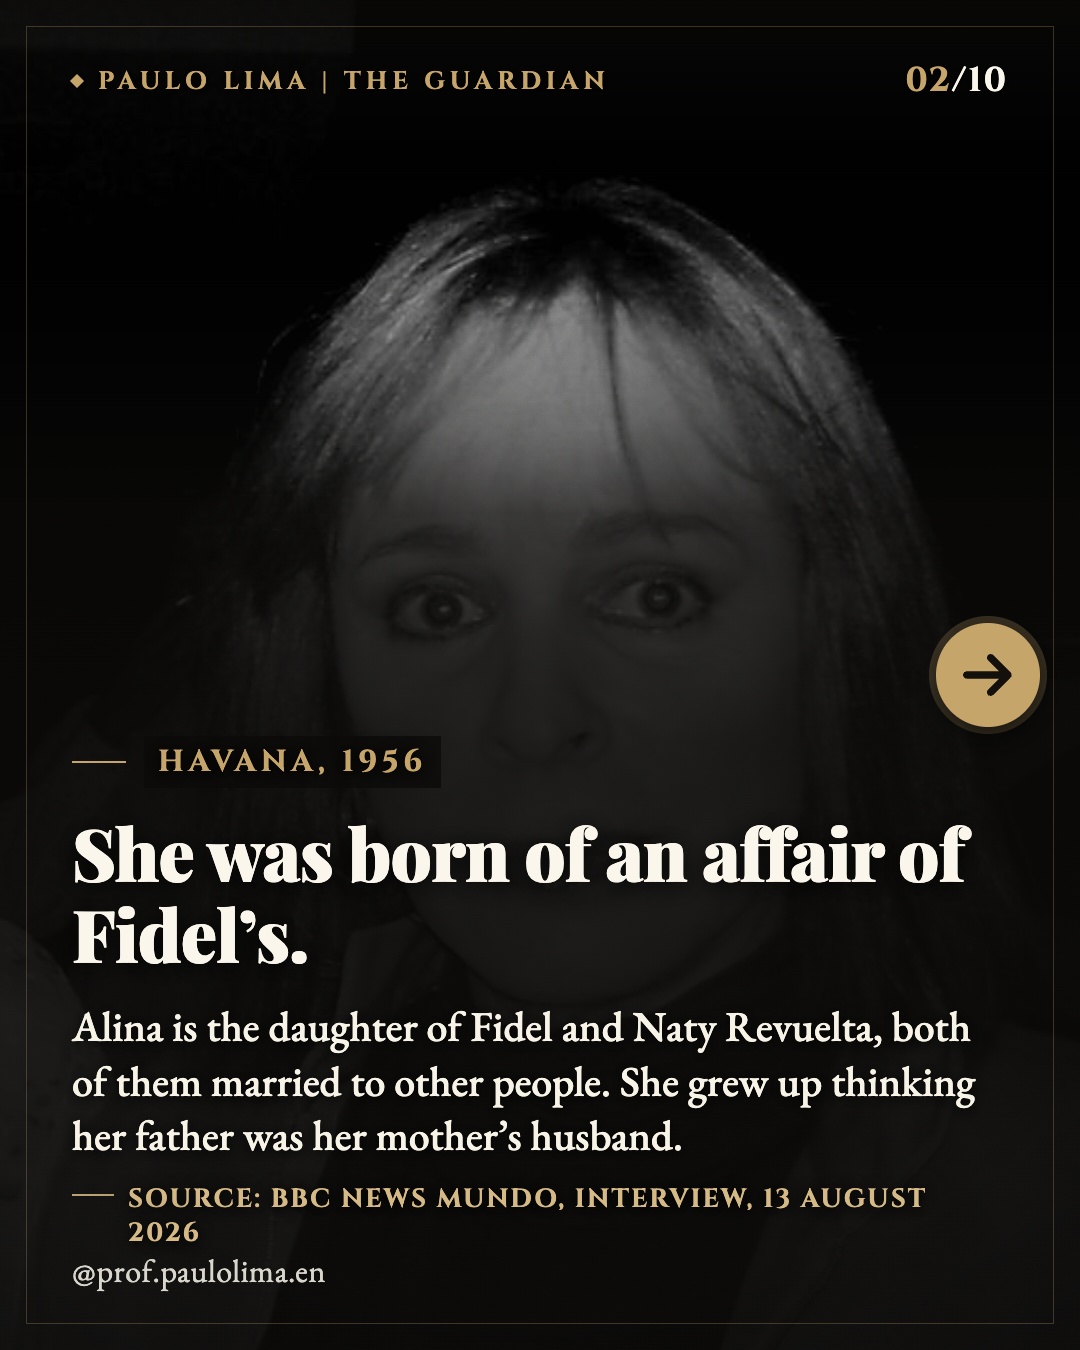 ◆ PAULO LIMA | THE GUARDIAN
02/10
HAVANA, 1956
She was born of an affair of
Fidel’s.
Alina is the daughter of Fidel and Naty Revuelta, both
of them married to other people. She grew up thinking
her father was her mother’s husband.
SOURCE: BBC NEWS MUNDO, INTERVIEW, 13 AUGUST
2026
@prof.paulolima.en